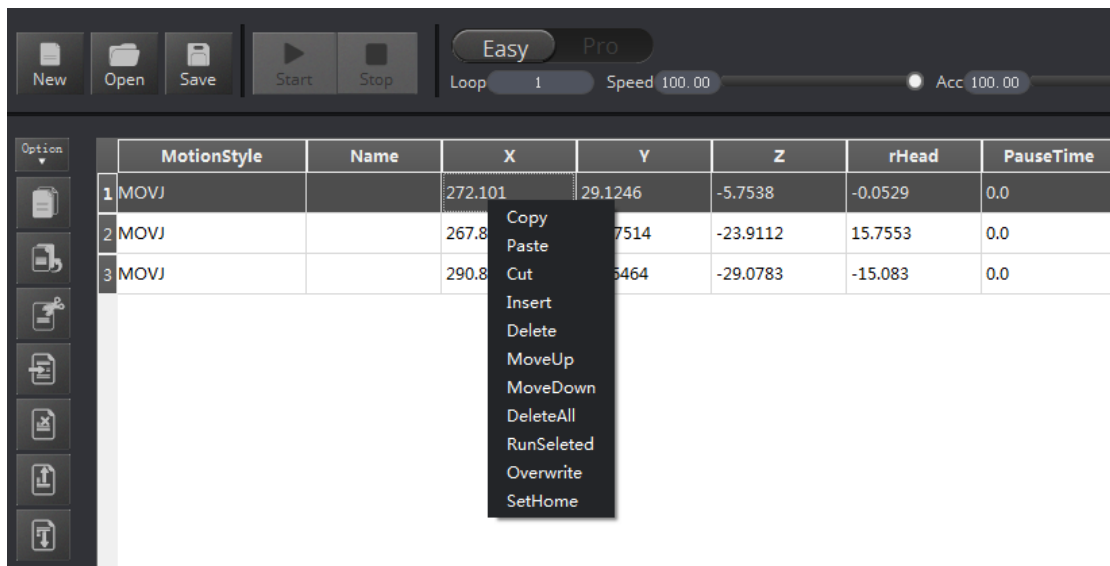 New Open Save Start Stop Easy Pro
Loop 1 Speed 100.00 Acc 100.00
Option
MotionStyle Name X Y Z rHead PauseTime
1 MOVJ 272.101 29.1246 -5.7538 -0.0529 0.0
2 MOVJ 267.8 7514 -23.9112 15.7553 0.0
3 MOVJ 290.8 5464 -29.0783 -15.083 0.0
Copy
Paste
Cut
Insert
Delete
MoveUp
MoveDown
DeleteAll
RunSeleted
Overwrite
SetHome